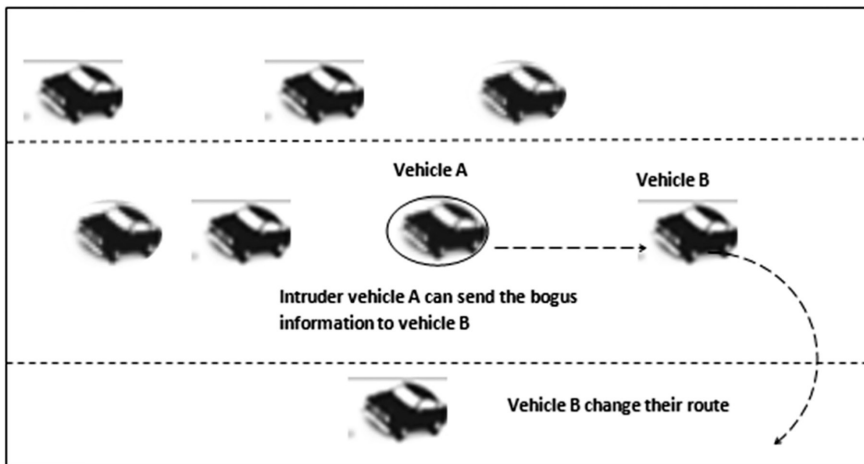 Vehicle A
Vehicle B
Intruder vehicle A can send the bogus
information to vehicle B
Vehicle B change their route